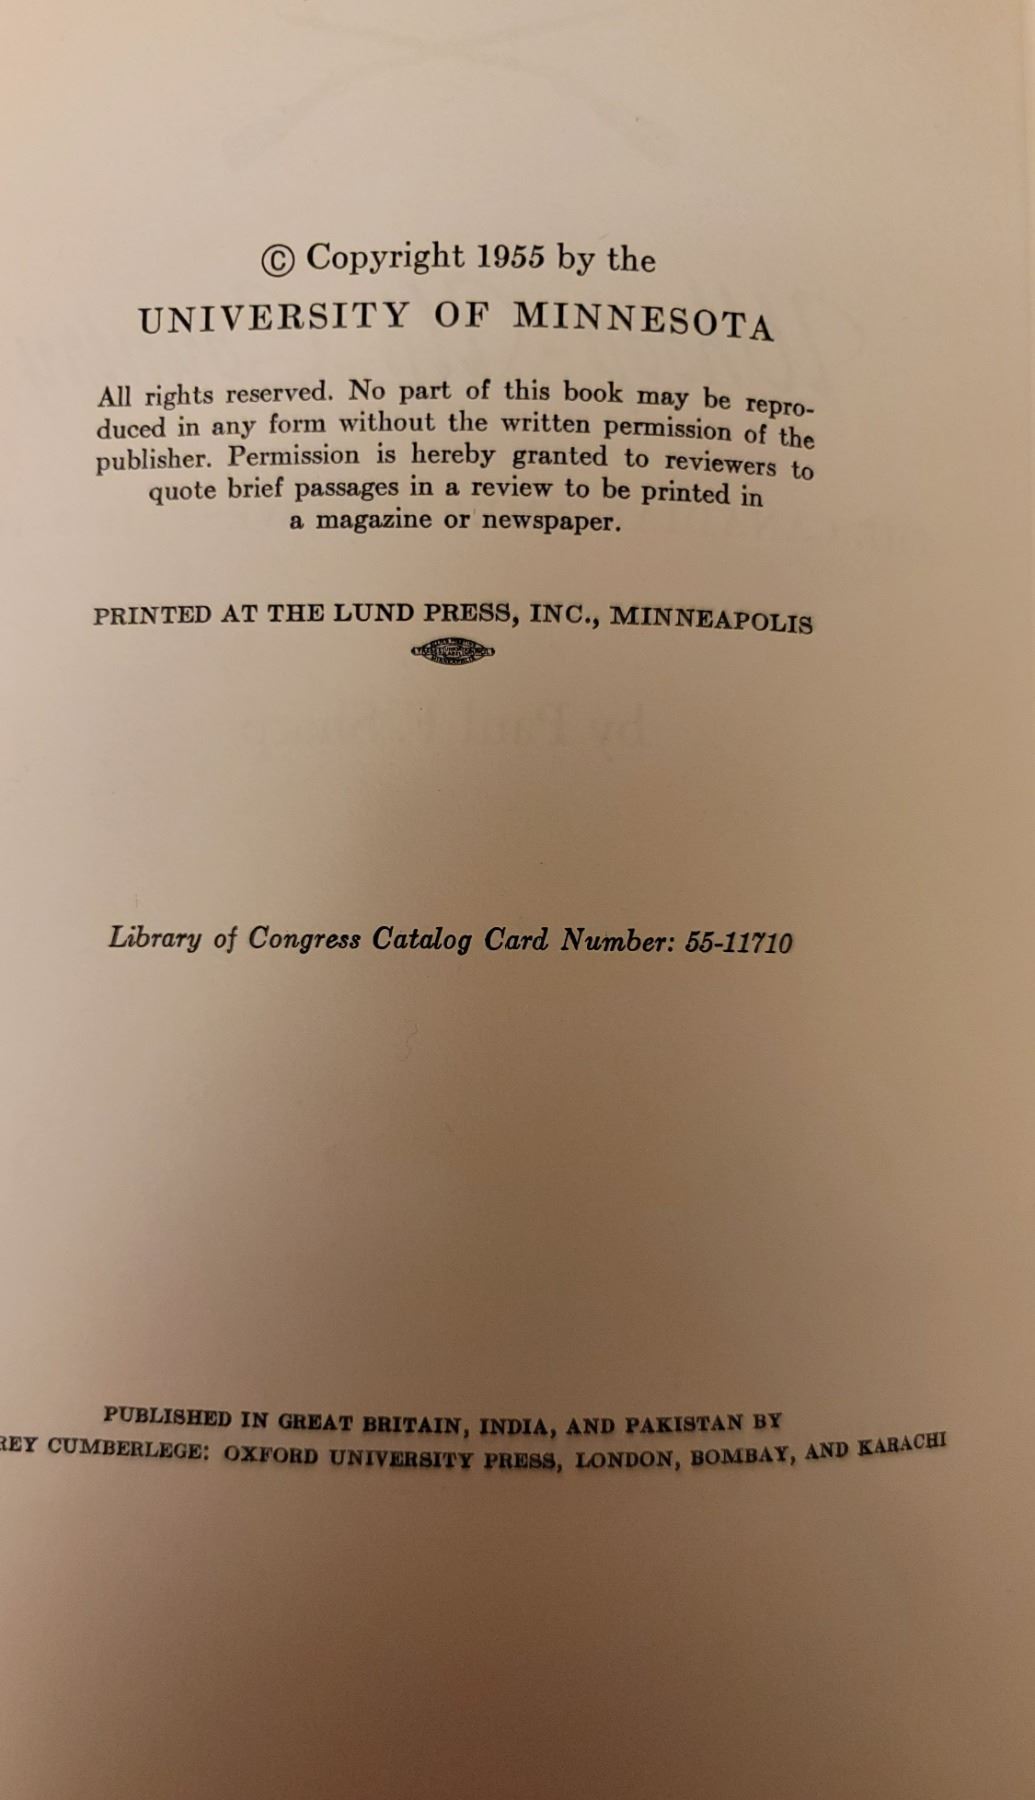 © Copyright 1955 by the
UNIVERSITY OF MINNESOTA
All rights reserved. No part of this book may be repro-
duced in any form without the written permission of the
publisher. Permission is hereby granted to reviewers to
quote brief passages in a review to be printed in
a magazine or newspaper.
PRINTED AT THE LUND PRESS, INC., MINNEAPOLIS
Library of Congress Catalog Card Number: 55-11710
PUBLISHED IN GREAT BRITAIN, INDIA, AND PAKISTAN BY
REY CUMBERLEGE: OXFORD UNIVERSITY PRESS, LONDON, BOMBAY, AND KARACHI